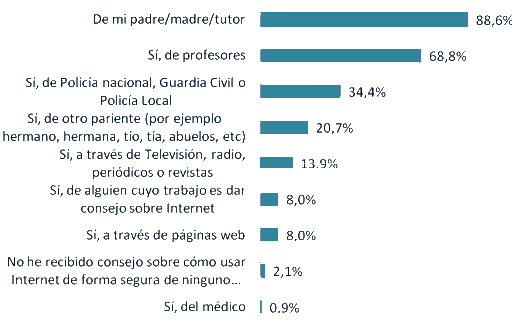 De mi padre/madre/tutor
88,6%
Sí, de profesores
68,8%
Sí, de Policía nacional, Guardia Civil o
Policía Local
34,4%
Sí, de otro pariente (por ejemplo
hermano, hermana, tío, tía, abuelos, etc)
20,7%
Sí, a través de Televisión, radio,
periódicos o revistas
13,9%
Sí, de alguien cuyo trabajo es dar
consejo sobre Internet
8,0%
Sí, a través de páginas web
8,0%
No he recibido consejo sobre cómo usar
Internet de forma segura de ninguno...
2,1%
Sí, del médico
0,9%